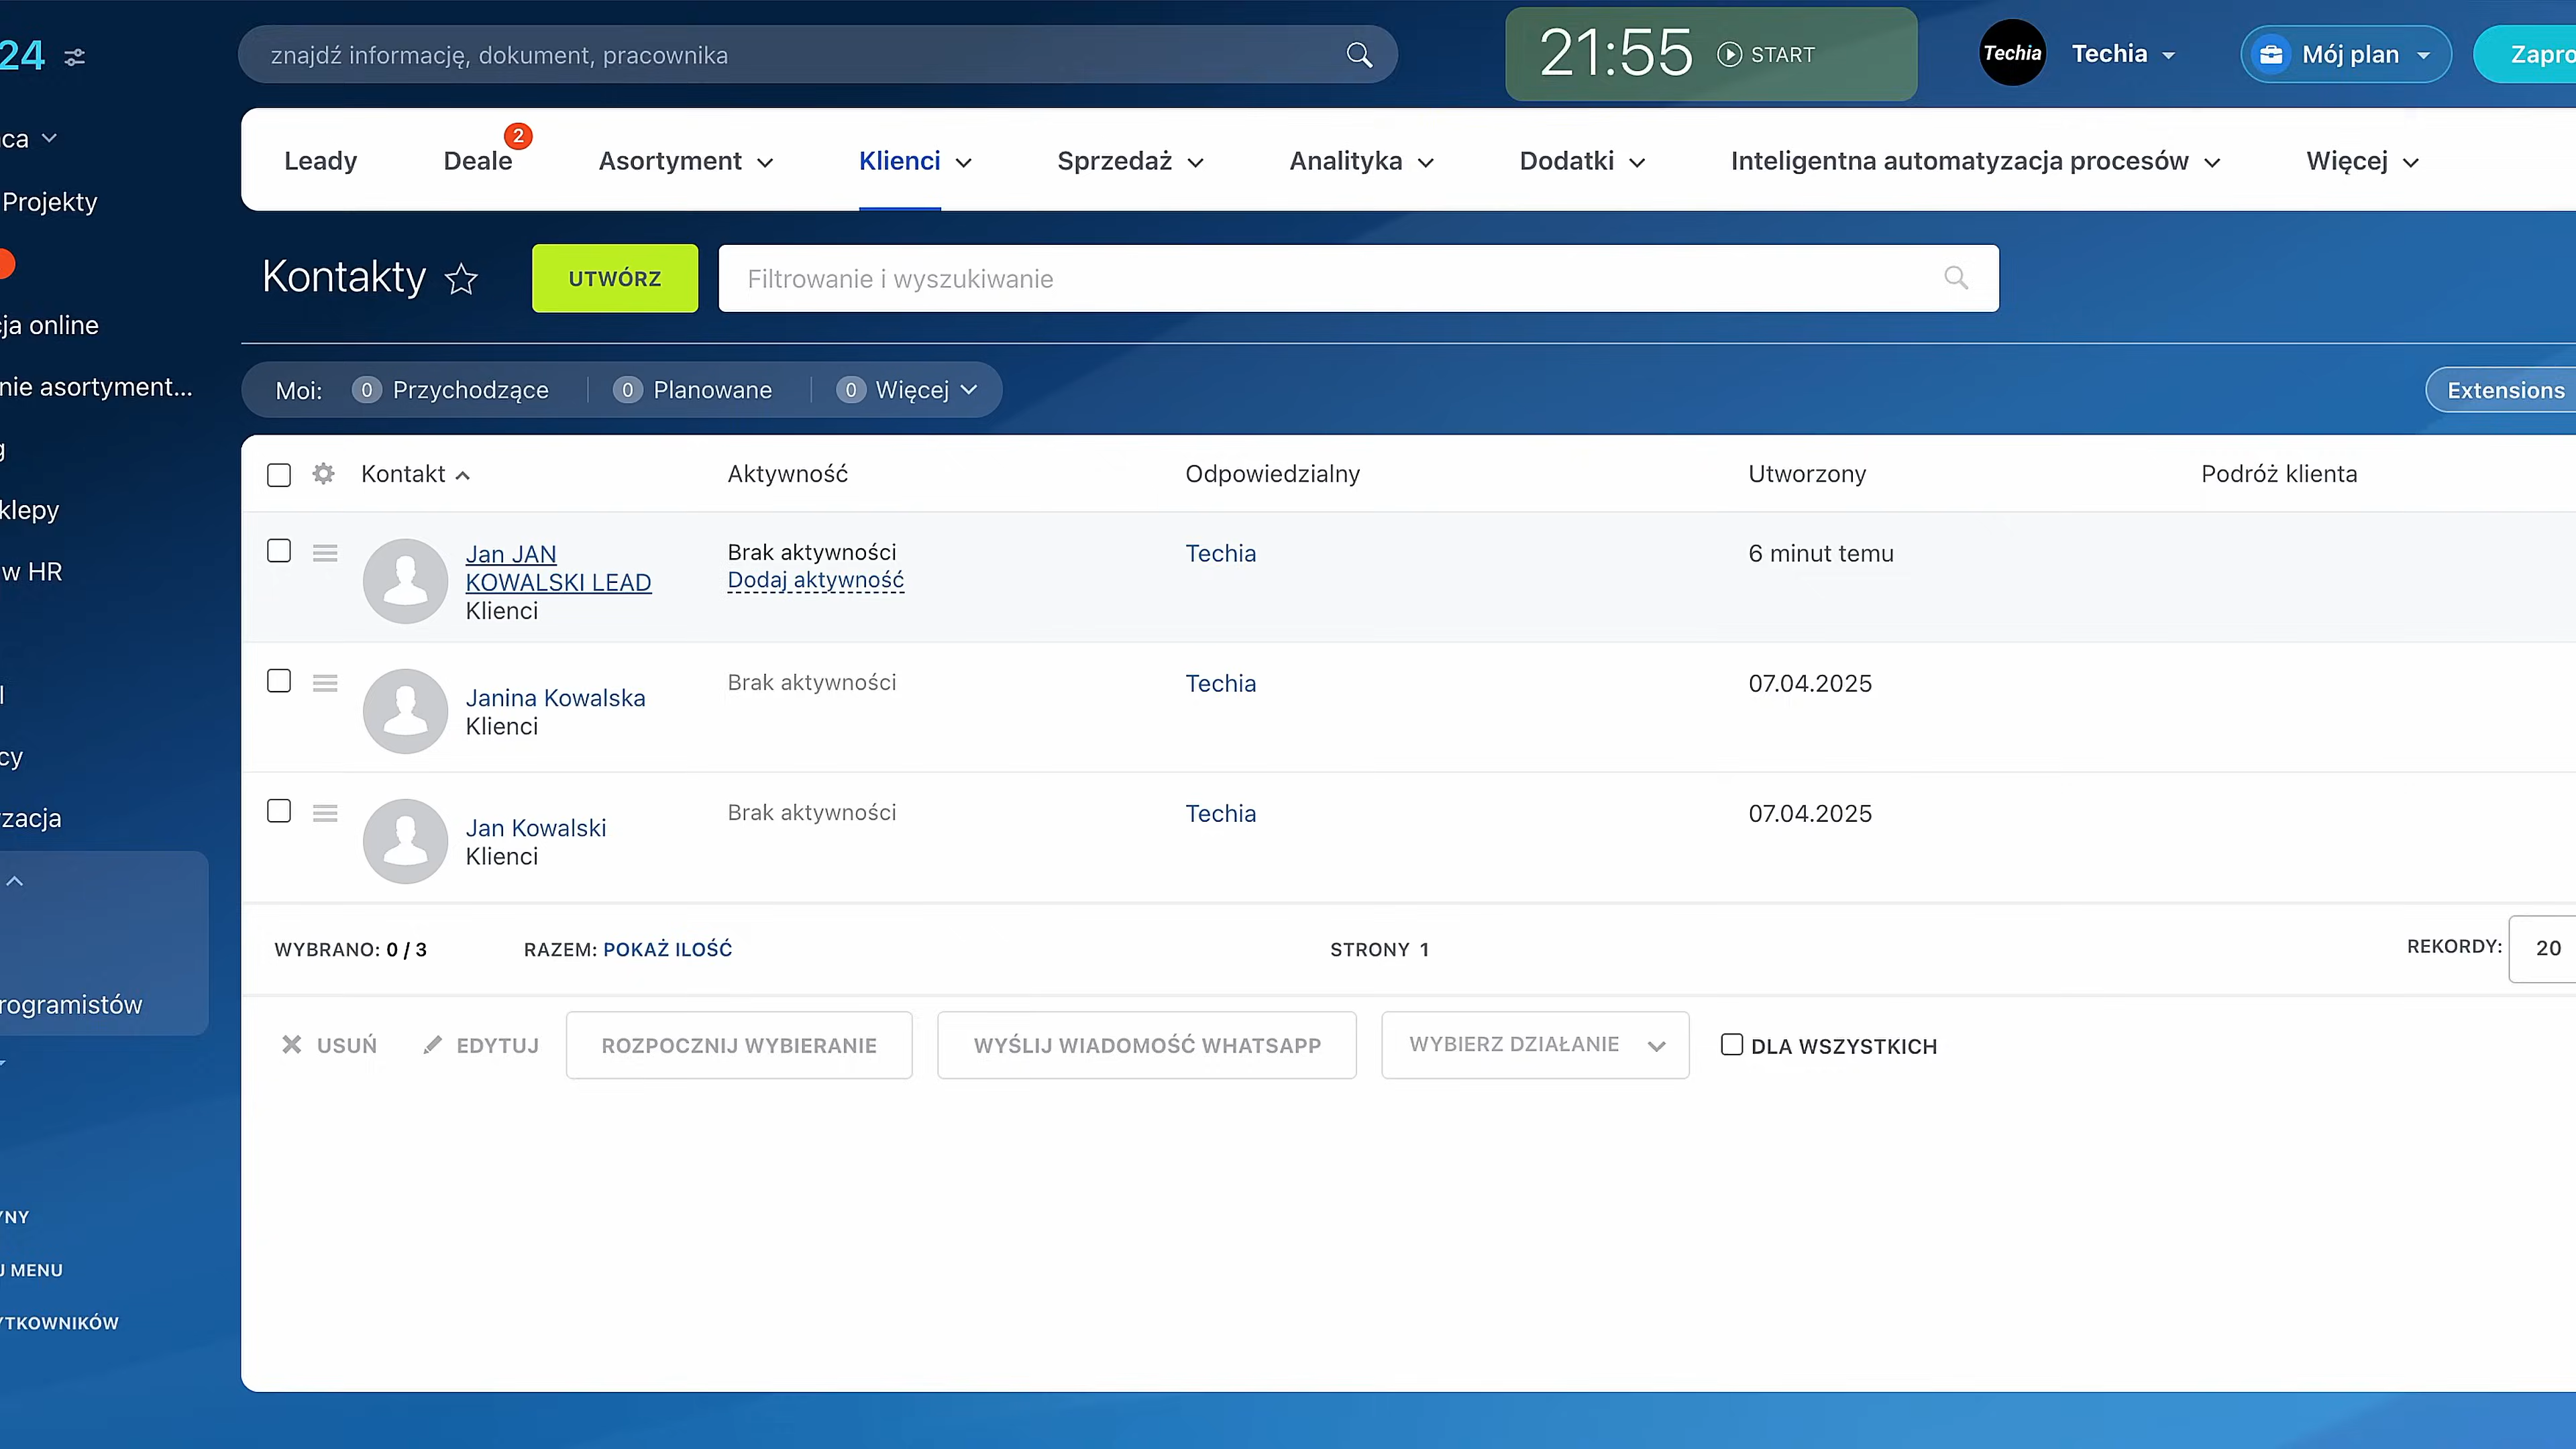 24
znajdź informację, dokument, pracownika
21:55 START
Techia
Techia
Mój plan
Zapro
Leady
Deale 2
Asortyment
Klienci
Sprzedaż
Analityka
Dodatki
Inteligentna automatyzacja procesów
Więcej
ca
Projekty
ja online
nie asortyment...
g
klepy
w HR
l
cy
zacja
rogramistów
YNY
J MENU
YTKOWNIKÓW
Kontakty
UTWÓRZ
Filtrowanie i wyszukiwanie
Moi: 0 Przychodzące 0 Planowane 0 Więcej
Extensions
Kontakt Aktywność Odpowiedzialny Utworzony Podróż klienta
Jan JAN
KOWALSKI LEAD
Klienci
Brak aktywności
Dodaj aktywność
Techia
6 minut temu
Janina Kowalska
Klienci
Brak aktywności
Techia
07.04.2025
Jan Kowalski
Klienci
Brak aktywności
Techia
07.04.2025
WYBRANO: 0 / 3
RAZEM: POKAŻ ILOŚĆ
STRONY 1
REKORDY: 20
USUŃ
EDYTUJ
ROZPOCZNIJ WYBIERANIE
WYŚLIJ WIADOMOŚĆ WHATSAPP
WYBIERZ DZIAŁANIE
DLA WSZYSTKICH